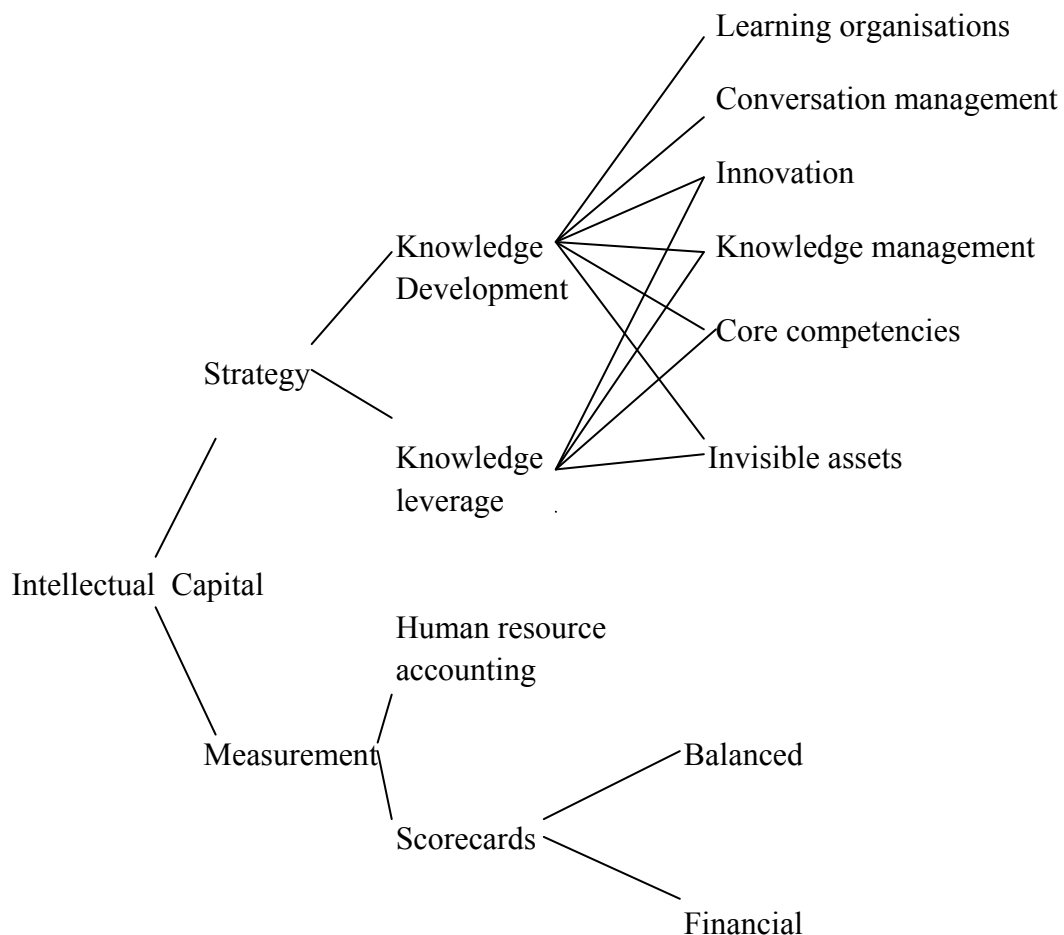 Learning organisations
Conversation management
Innovation
Knowledge
Development
Knowledge management
Core competencies
Strategy
Knowledge
leverage
Invisible assets
Intellectual Capital
Human resource
accounting
Measurement
Balanced
Scorecards
Financial